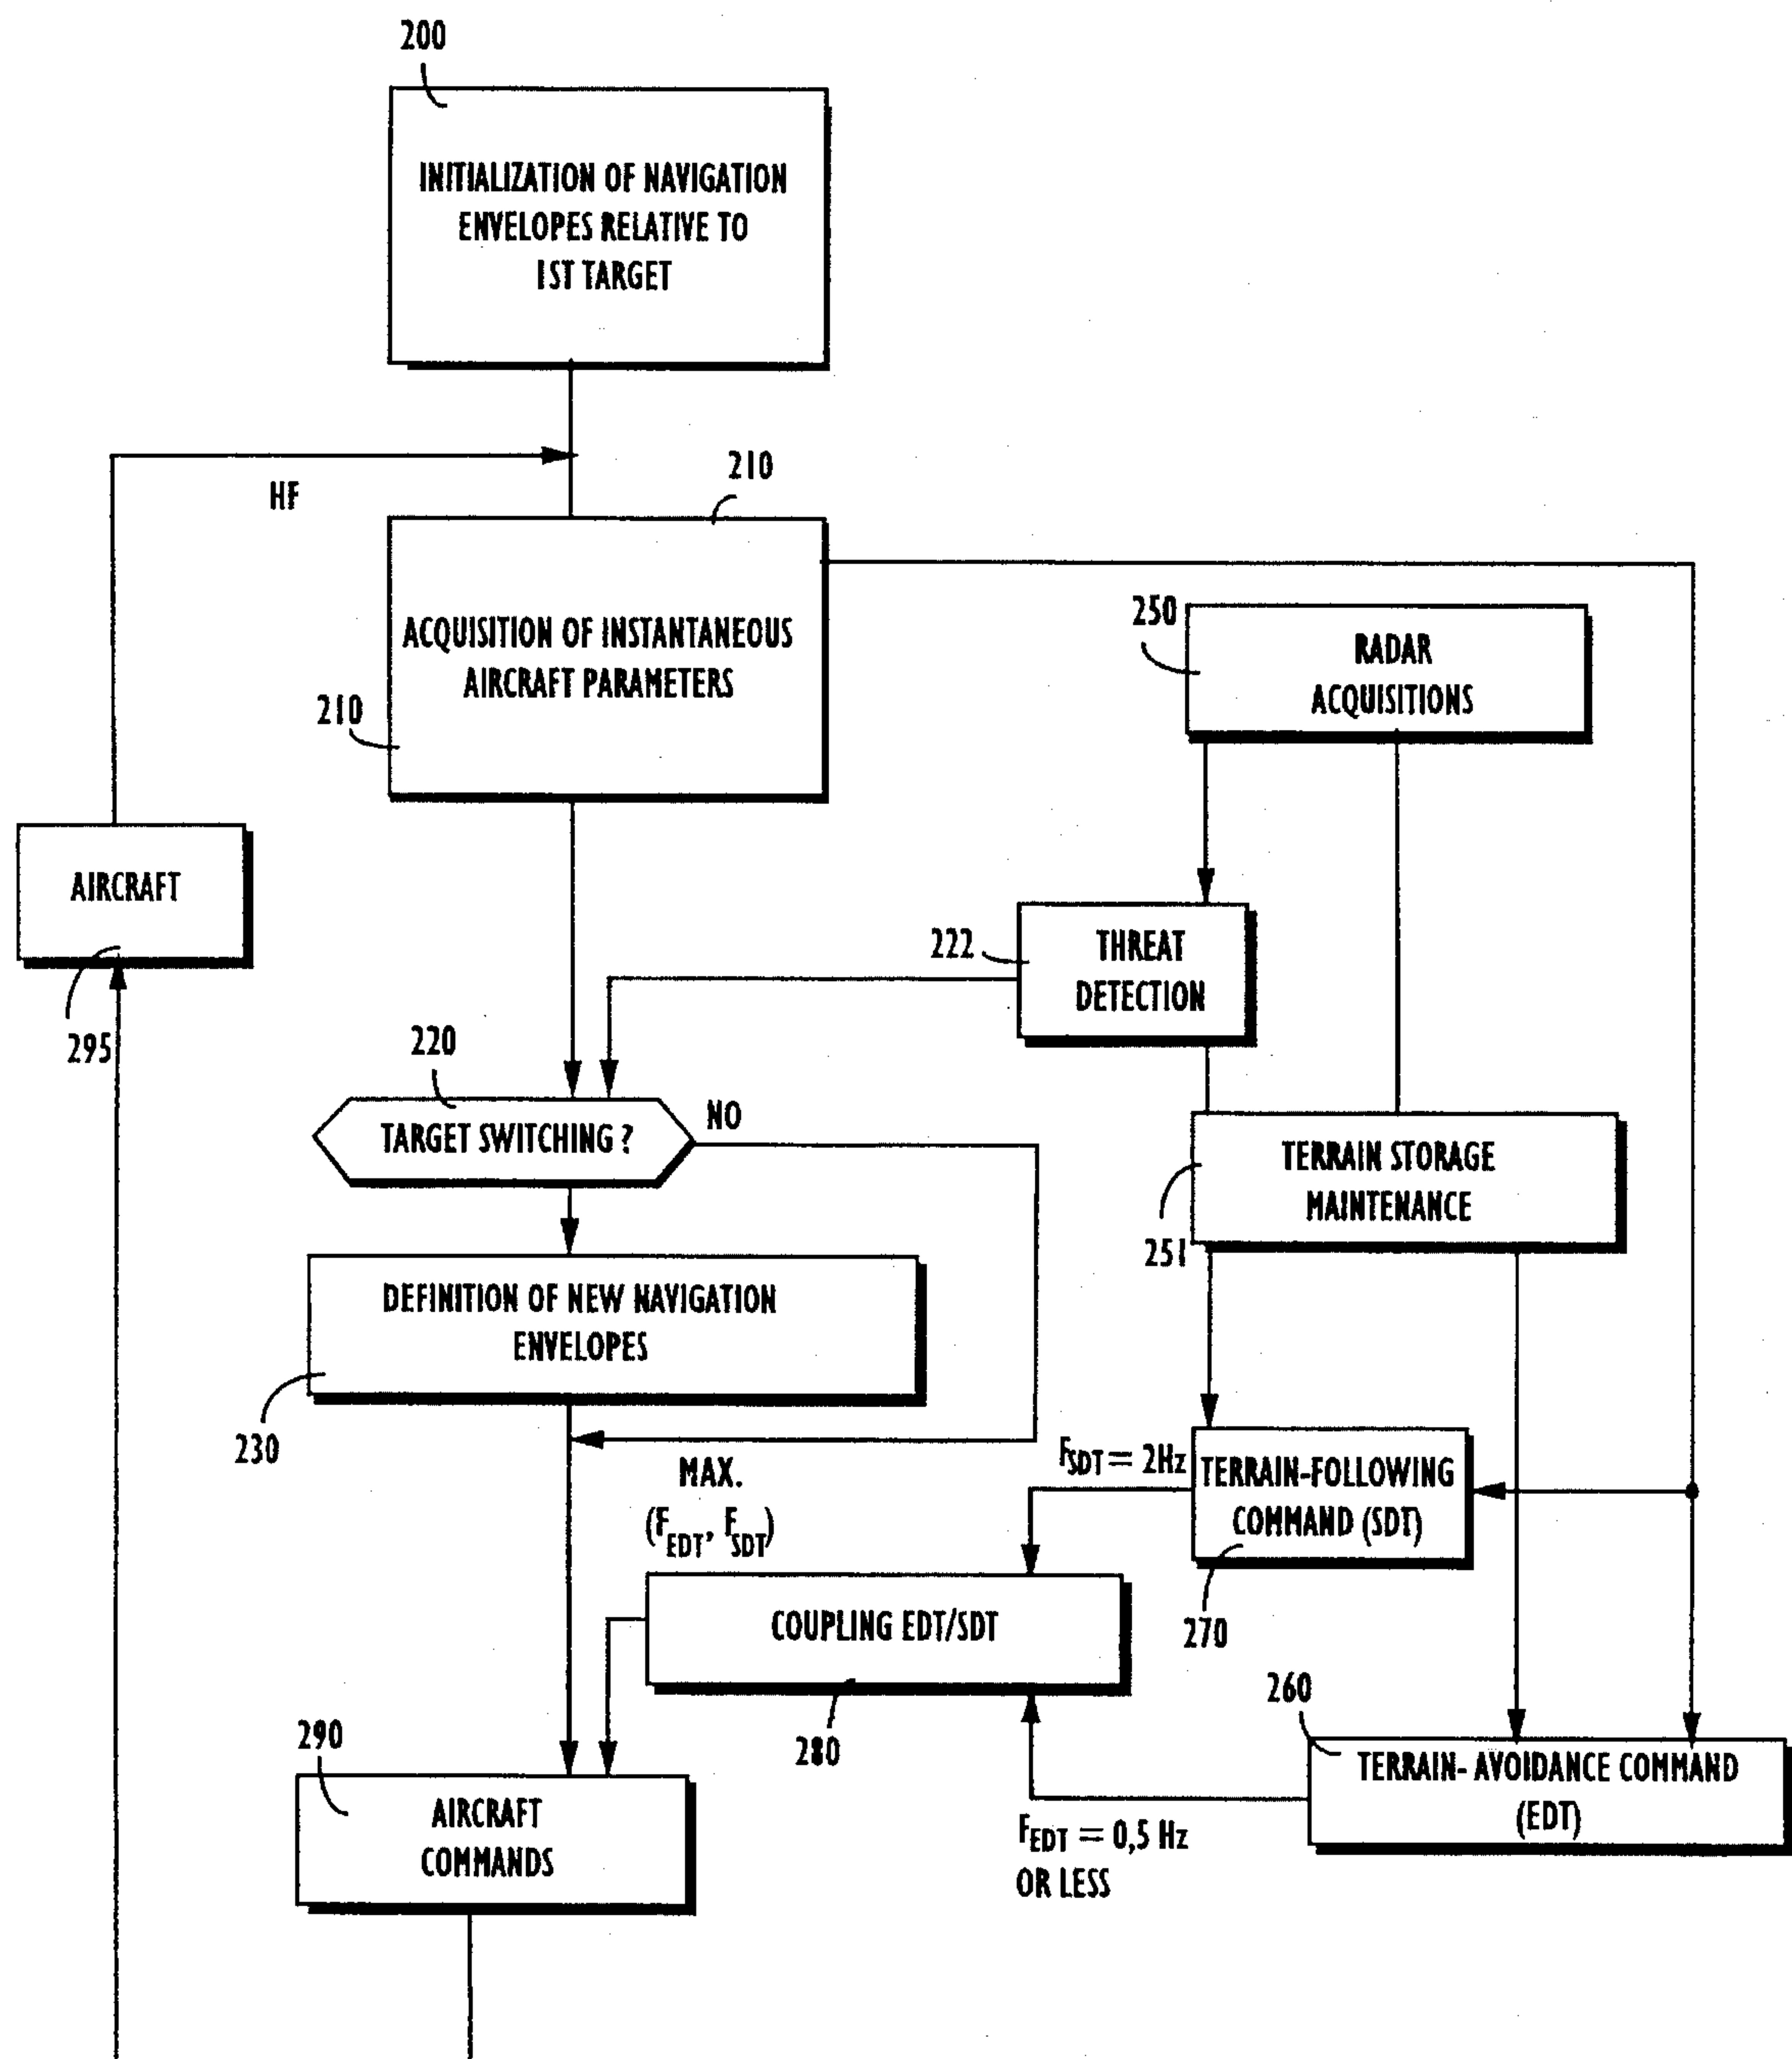 200
INITIALIZATION OF NAVIGATION
ENVELOPES RELATIVE TO
1ST TARGET
HF
210
ACQUISITION OF INSTANTANEOUS
AIRCRAFT PARAMETERS
210
250
RADAR
ACQUISITIONS
AIRCRAFT
295
222
THREAT
DETECTION
220
TARGET SWITCHING ?
NO
TERRAIN STORAGE
MAINTENANCE
251
DEFINITION OF NEW NAVIGATION
ENVELOPES
230
MAX.
(FEDT, FSDT)
FSDT = 2Hz
TERRAIN-FOLLOWING
COMMAND (SDT)
270
COUPLING EDT/SDT
280
260
TERRAIN- AVOIDANCE COMMAND
(EDT)
FEDT = 0,5 Hz
OR LESS
290
AIRCRAFT
COMMANDS